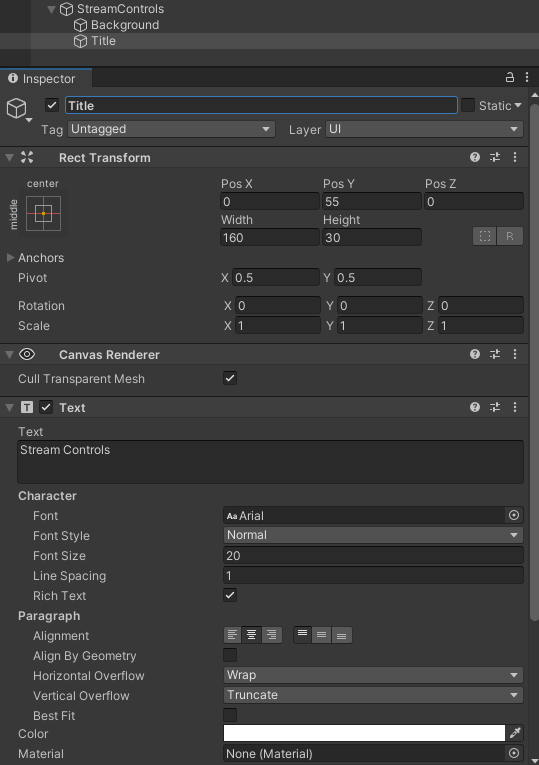 StreamControls
Background
Title
Inspector
Title
Static
Tag Untagged Layer UI
Rect Transform
center
middle
Pos X Pos Y Pos Z
0 55 0
Width Height
160 30
R
Anchors
Pivot X 0.5 Y 0.5
Rotation X 0 Y 0 Z 0
Scale X 1 Y 1 Z 1
Canvas Renderer
Cull Transparent Mesh
T Text
Text
Stream Controls
Character
Font Aa Arial
Font Style Normal
Font Size 20
Line Spacing 1
Rich Text
Paragraph
Alignment
Align By Geometry
Horizontal Overflow Wrap
Vertical Overflow Truncate
Best Fit
Color
Material None (Material)